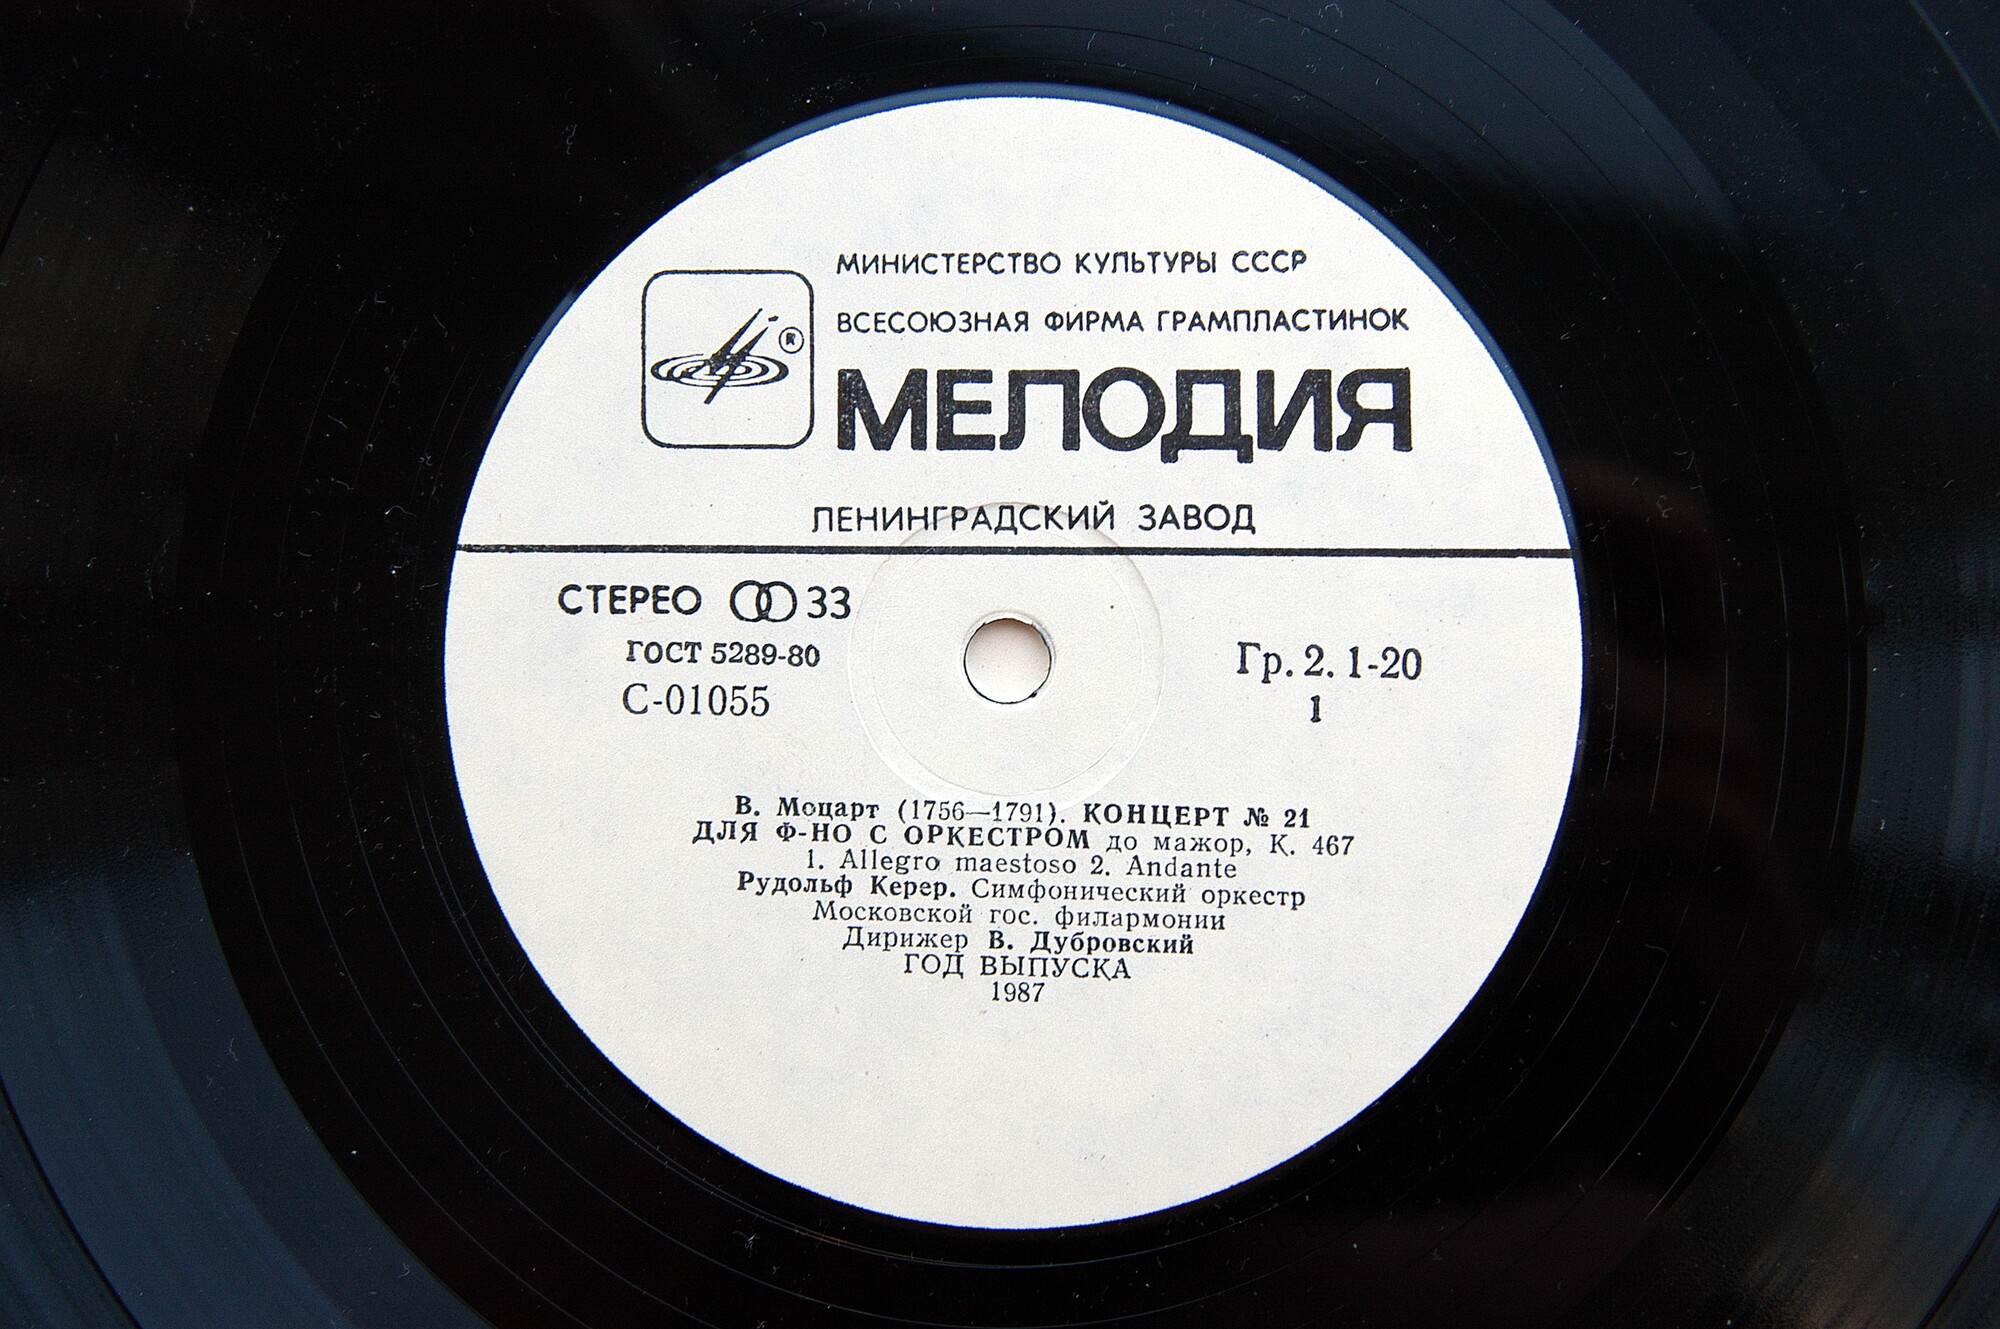 МИНИСТЕРСТВО КУЛЬТУРЫ СССР
ВСЕСОЮЗНАЯ ФИРМА ГРАМПЛАСТИНОК
®
МЕЛОДИЯ
ЛЕНИНГРАДСКИЙ ЗАВОД
СТЕРЕО 33
ГОСТ 5289-80
С-01055
Гр. 2. 1-20
1
В. Моцарт (1756—1791). КОНЦЕРТ № 21
ДЛЯ Ф-НО С ОРКЕСТРОМ до мажор, К. 467
1. Allegro maestoso 2. Andante
Рудольф Керер. Симфонический оркестр
Московской гос. филармонии
Дирижер В. Дубровский
ГОД ВЫПУСКА
1987